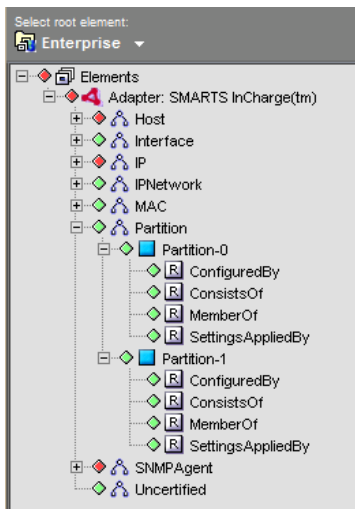 Select root element:
Enterprise
Elements
Adapter: SMARTS InCharge(tm)
Host
Interface
IP
IPNetwork
MAC
Partition
Partition-0
R ConfiguredBy
R ConsistsOf
R MemberOf
R SettingsAppliedBy
Partition-1
R ConfiguredBy
R ConsistsOf
R MemberOf
R SettingsAppliedBy
SNMPAgent
Uncertified